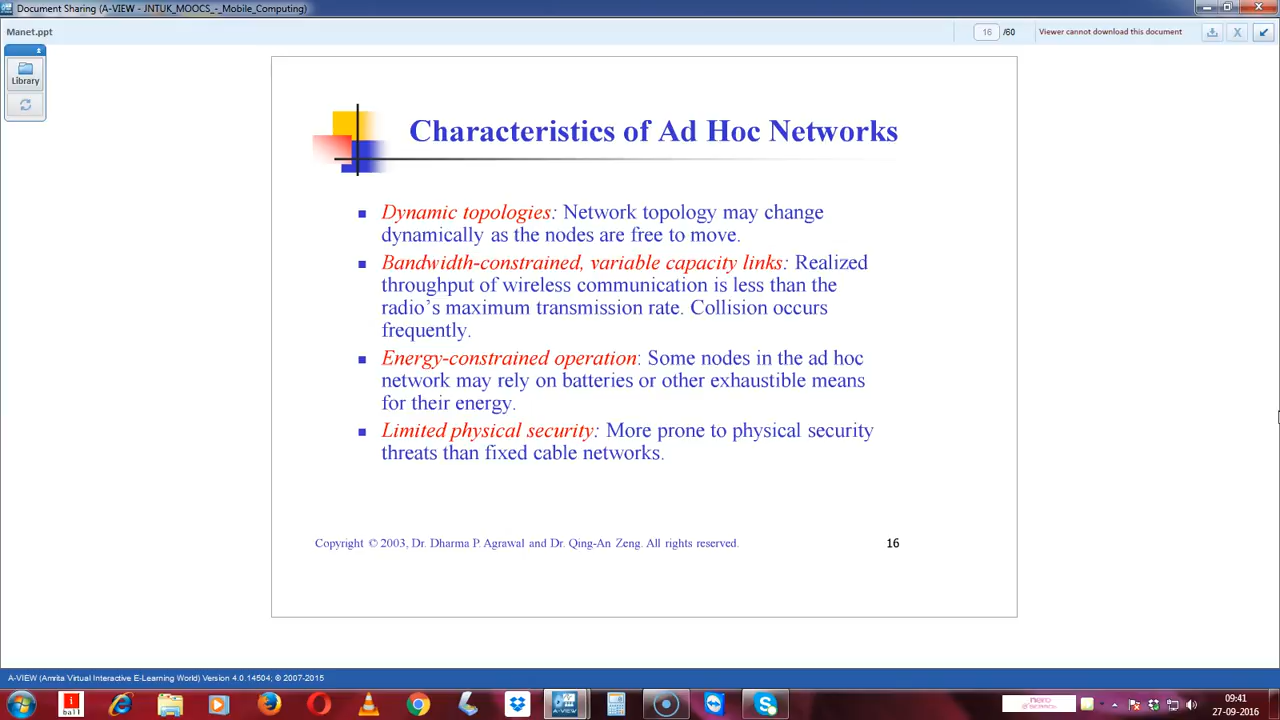 Document Sharing (A-VIEW - JNTUK_MOOCS_-_Mobile_Computing)
Manet.ppt
16 /60
Viewer cannot download this document
X
Library
Characteristics of Ad Hoc Networks
Dynamic topologies: Network topology may change
dynamically as the nodes are free to move.
Bandwidth-constrained, variable capacity links: Realized
throughput of wireless communication is less than the
radio's maximum transmission rate. Collision occurs
frequently.
Energy-constrained operation: Some nodes in the ad hoc
network may rely on batteries or other exhaustible means
for their energy.
Limited physical security: More prone to physical security
threats than fixed cable networks.
Copyright © 2003, Dr. Dharma P. Agrawal and Dr. Qing-An Zeng. All rights reserved.
16
A-VIEW (Amrita Virtual Interactive E-Learning World) Version 4.0.14504; © 2007-2015
i
ball
A-VIEW
09:41
27-09-2016